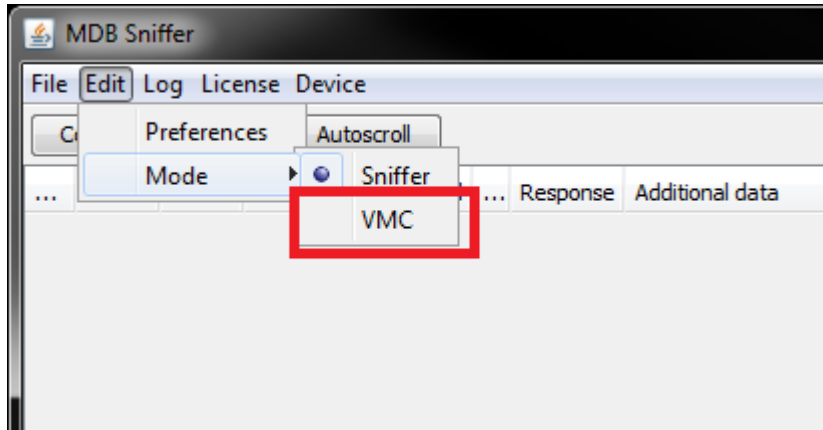 MDB Sniffer
File Edit Log License Device
Preferences Autoscroll
Mode Sniffer
... ... Response Additional data
VMC